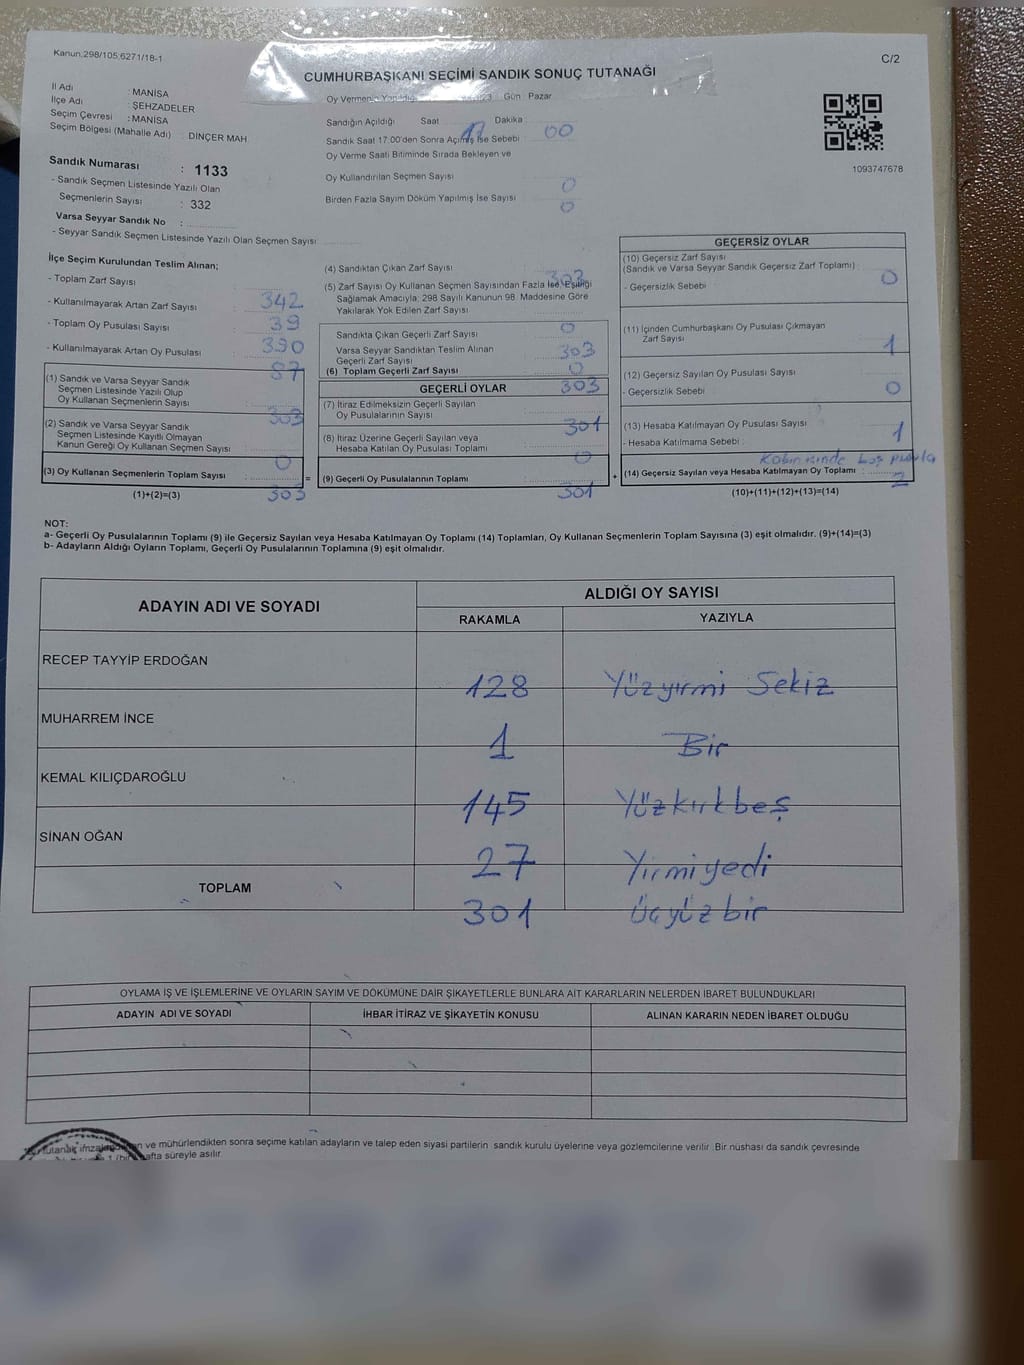 Kanun.298/105;6271/18-1
C/2
CUMHURBAŞKANI SEÇİMİ SANDIK SONUÇ TUTANAĞI
İl Adı : MANİSA
İlçe Adı : ŞEHZADELER
Seçim Çevresi : MANİSA
Seçim Bölgesi (Mahalle Adı) : DİNÇER MAH
Sandık Numarası : 1133
- Sandık Seçmen Listesinde Yazılı Olan
Seçmenlerin Sayısı : 332
Varsa Seyyar Sandık No :
- Seyyar Sandık Seçmen Listesinde Yazılı Olan Seçmen Sayısı:
Oy Vermenin Yapıldığı 23 Gün Pazar
Sandığın Açıldığı Saat 17 Dakika 00
Sandık Saat 17:00'den Sonra Açılmış İse Sebebi
Oy Verme Saati Bitiminde Sırada Bekleyen ve
Oy Kullandırılan Seçmen Sayısı 0
Birden Fazla Sayım Döküm Yapılmış İse Sayısı 0
1093747678
İlçe Seçim Kurulundan Teslim Alınan;
- Toplam Zarf Sayısı 342
- Kullanılmayarak Artan Zarf Sayısı 39
- Toplam Oy Pusulası Sayısı 390
- Kullanılmayarak Artan Oy Pusulası 87
(1) Sandık ve Varsa Seyyar Sandık
Seçmen Listesinde Yazılı Olup
Oy Kullanan Seçmenlerin Sayısı 303
(2) Sandık ve Varsa Seyyar Sandık
Seçmen Listesinde Kayıtlı Olmayan
Kanun Gereği Oy Kullanan Seçmen Sayısı 0
(3) Oy Kullanan Seçmenlerin Toplam Sayısı 303
(1)+(2)=(3)
(4) Sandıktan Çıkan Zarf Sayısı 303
(5) Zarf Sayısı Oy Kullanan Seçmen Sayısından Fazla İse, Eşitliği
Sağlamak Amacıyla; 298 Sayılı Kanunun 98. Maddesine Göre
Yakılarak Yok Edilen Zarf Sayısı 0
Sandıkta Çıkan Geçerli Zarf Sayısı 303
Varsa Seyyar Sandıktan Teslim Alınan
Geçerli Zarf Sayısı 0
(6) Toplam Geçerli Zarf Sayısı 303
GEÇERLİ OYLAR
(7) İtiraz Edilmeksizin Geçerli Sayılan
Oy Pusulalarının Sayısı 301
(8) İtiraz Üzerine Geçerli Sayılan veya
Hesaba Katılan Oy Pusulası Toplamı 0
= (9) Geçerli Oy Pusulalarının Toplamı 301
GEÇERSİZ OYLAR
(10) Geçersiz Zarf Sayısı
(Sandık ve Varsa Seyyar Sandık Geçersiz Zarf Toplamı) 0
- Geçersizlik Sebebi :
(11) İçinden Cumhurbaşkanı Oy Pusulası Çıkmayan
Zarf Sayısı 1
(12) Geçersiz Sayılan Oy Pusulası Sayısı 0
- Geçersizlik Sebebi :
(13) Hesaba Katılmayan Oy Pusulası Sayısı 1
- Hesaba Katılmama Sebebi : boş pusula
+ (14) Geçersiz Sayılan veya Hesaba Katılmayan Oy Toplamı : 2
(10)+(11)+(12)+(13)=(14)
NOT:
a- Geçerli Oy Pusulalarının Toplamı (9) ile Geçersiz Sayılan veya Hesaba Katılmayan Oy Toplamı (14) Toplamları, Oy Kullanan Seçmenlerin Toplam Sayısına (3) eşit olmalıdır. (9)+(14)=(3)
b- Adayların Aldığı Oyların Toplamı, Geçerli Oy Pusulalarının Toplamına (9) eşit olmalıdır.
ADAYIN ADI VE SOYADI ALDIĞI OY SAYISI
RAKAMLA YAZIYLA
RECEP TAYYİP ERDOĞAN 128 Yüzyirmi Sekiz
MUHARREM İNCE 1 Bir
KEMAL KILIÇDAROĞLU 145 Yüzkırkbeş
SİNAN OĞAN 27 Yirmiyedi
TOPLAM 301 Üçyüzbir
OYLAMA İŞ VE İŞLEMLERİNE VE OYLARIN SAYIM VE DÖKÜMÜNE DAİR ŞİKAYETLERLE BUNLARA AİT KARARLARIN NELERDEN İBARET BULUNDUKLARI
ADAYIN ADI VE SOYADI İHBAR İTİRAZ VE ŞİKAYETİN KONUSU ALINAN KARARIN NEDEN İBARET OLDUĞU
ve mühürlendikten sonra seçime katılan adayların ve talep eden siyasi partilerin sandık kurulu üyelerine veya gözlemcilerine verilir. Bir nüshası da sandık çevresinde
süreyle asılır.